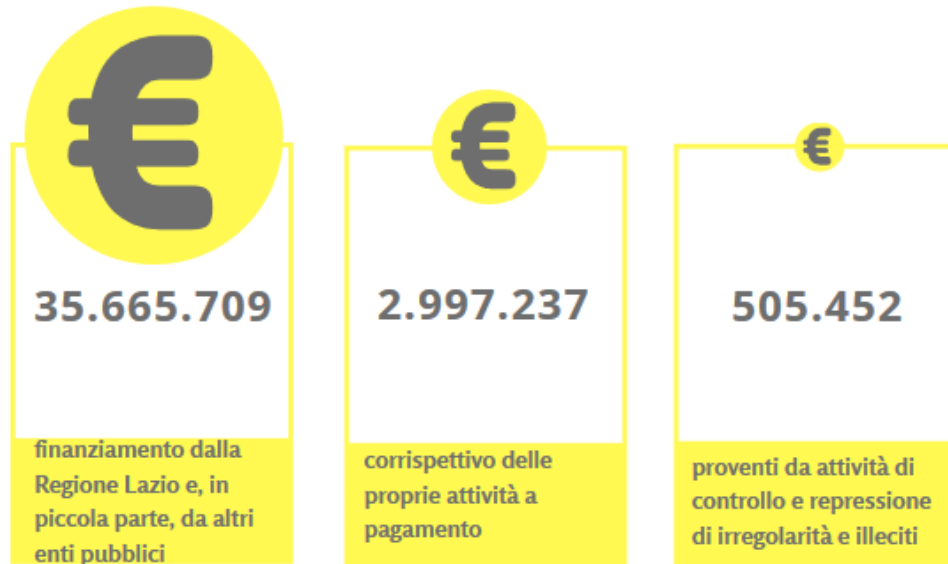 €
35.665.709
finanziamento dalla
Regione Lazio e, in
piccola parte, da altri
enti pubblici
€
2.997.237
corrispettivo delle
proprie attività a
pagamento
€
505.452
proventi da attività di
controllo e repressione
di irregolarità e illeciti